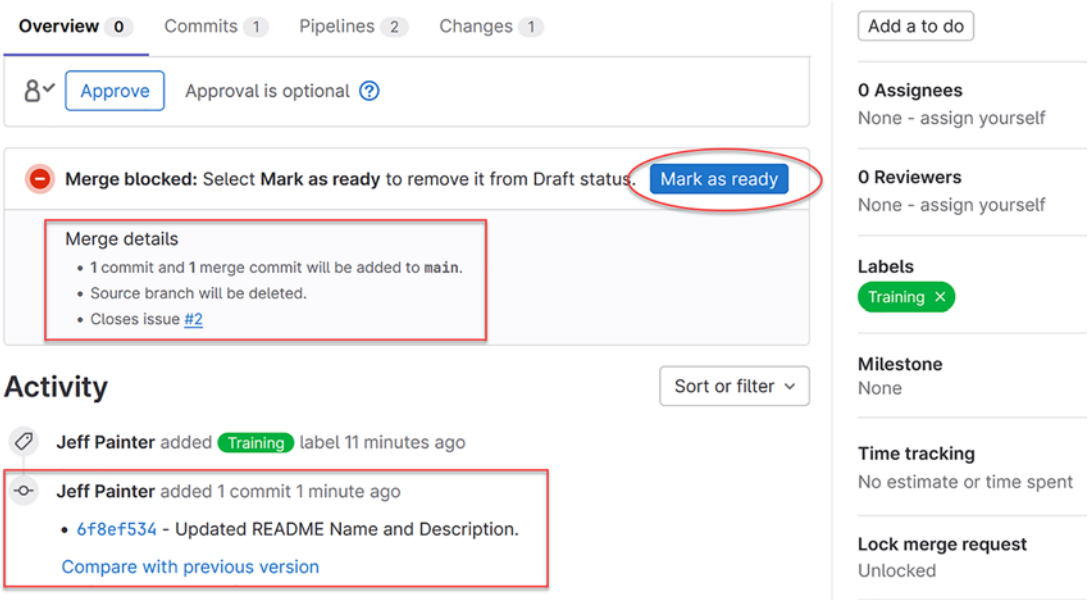 Overview 0 Commits 1 Pipelines 2 Changes 1
Approve Approval is optional ?
Merge blocked: Select Mark as ready to remove it from Draft status. Mark as ready
Merge details
• 1 commit and 1 merge commit will be added to main.
• Source branch will be deleted.
• Closes issue #2
Activity
Sort or filter
Jeff Painter added Training label 11 minutes ago
Jeff Painter added 1 commit 1 minute ago
• 6f8ef534 - Updated README Name and Description.
Compare with previous version
Add a to do
0 Assignees
None - assign yourself
0 Reviewers
None - assign yourself
Labels
Training ×
Milestone
None
Time tracking
No estimate or time spent
Lock merge request
Unlocked